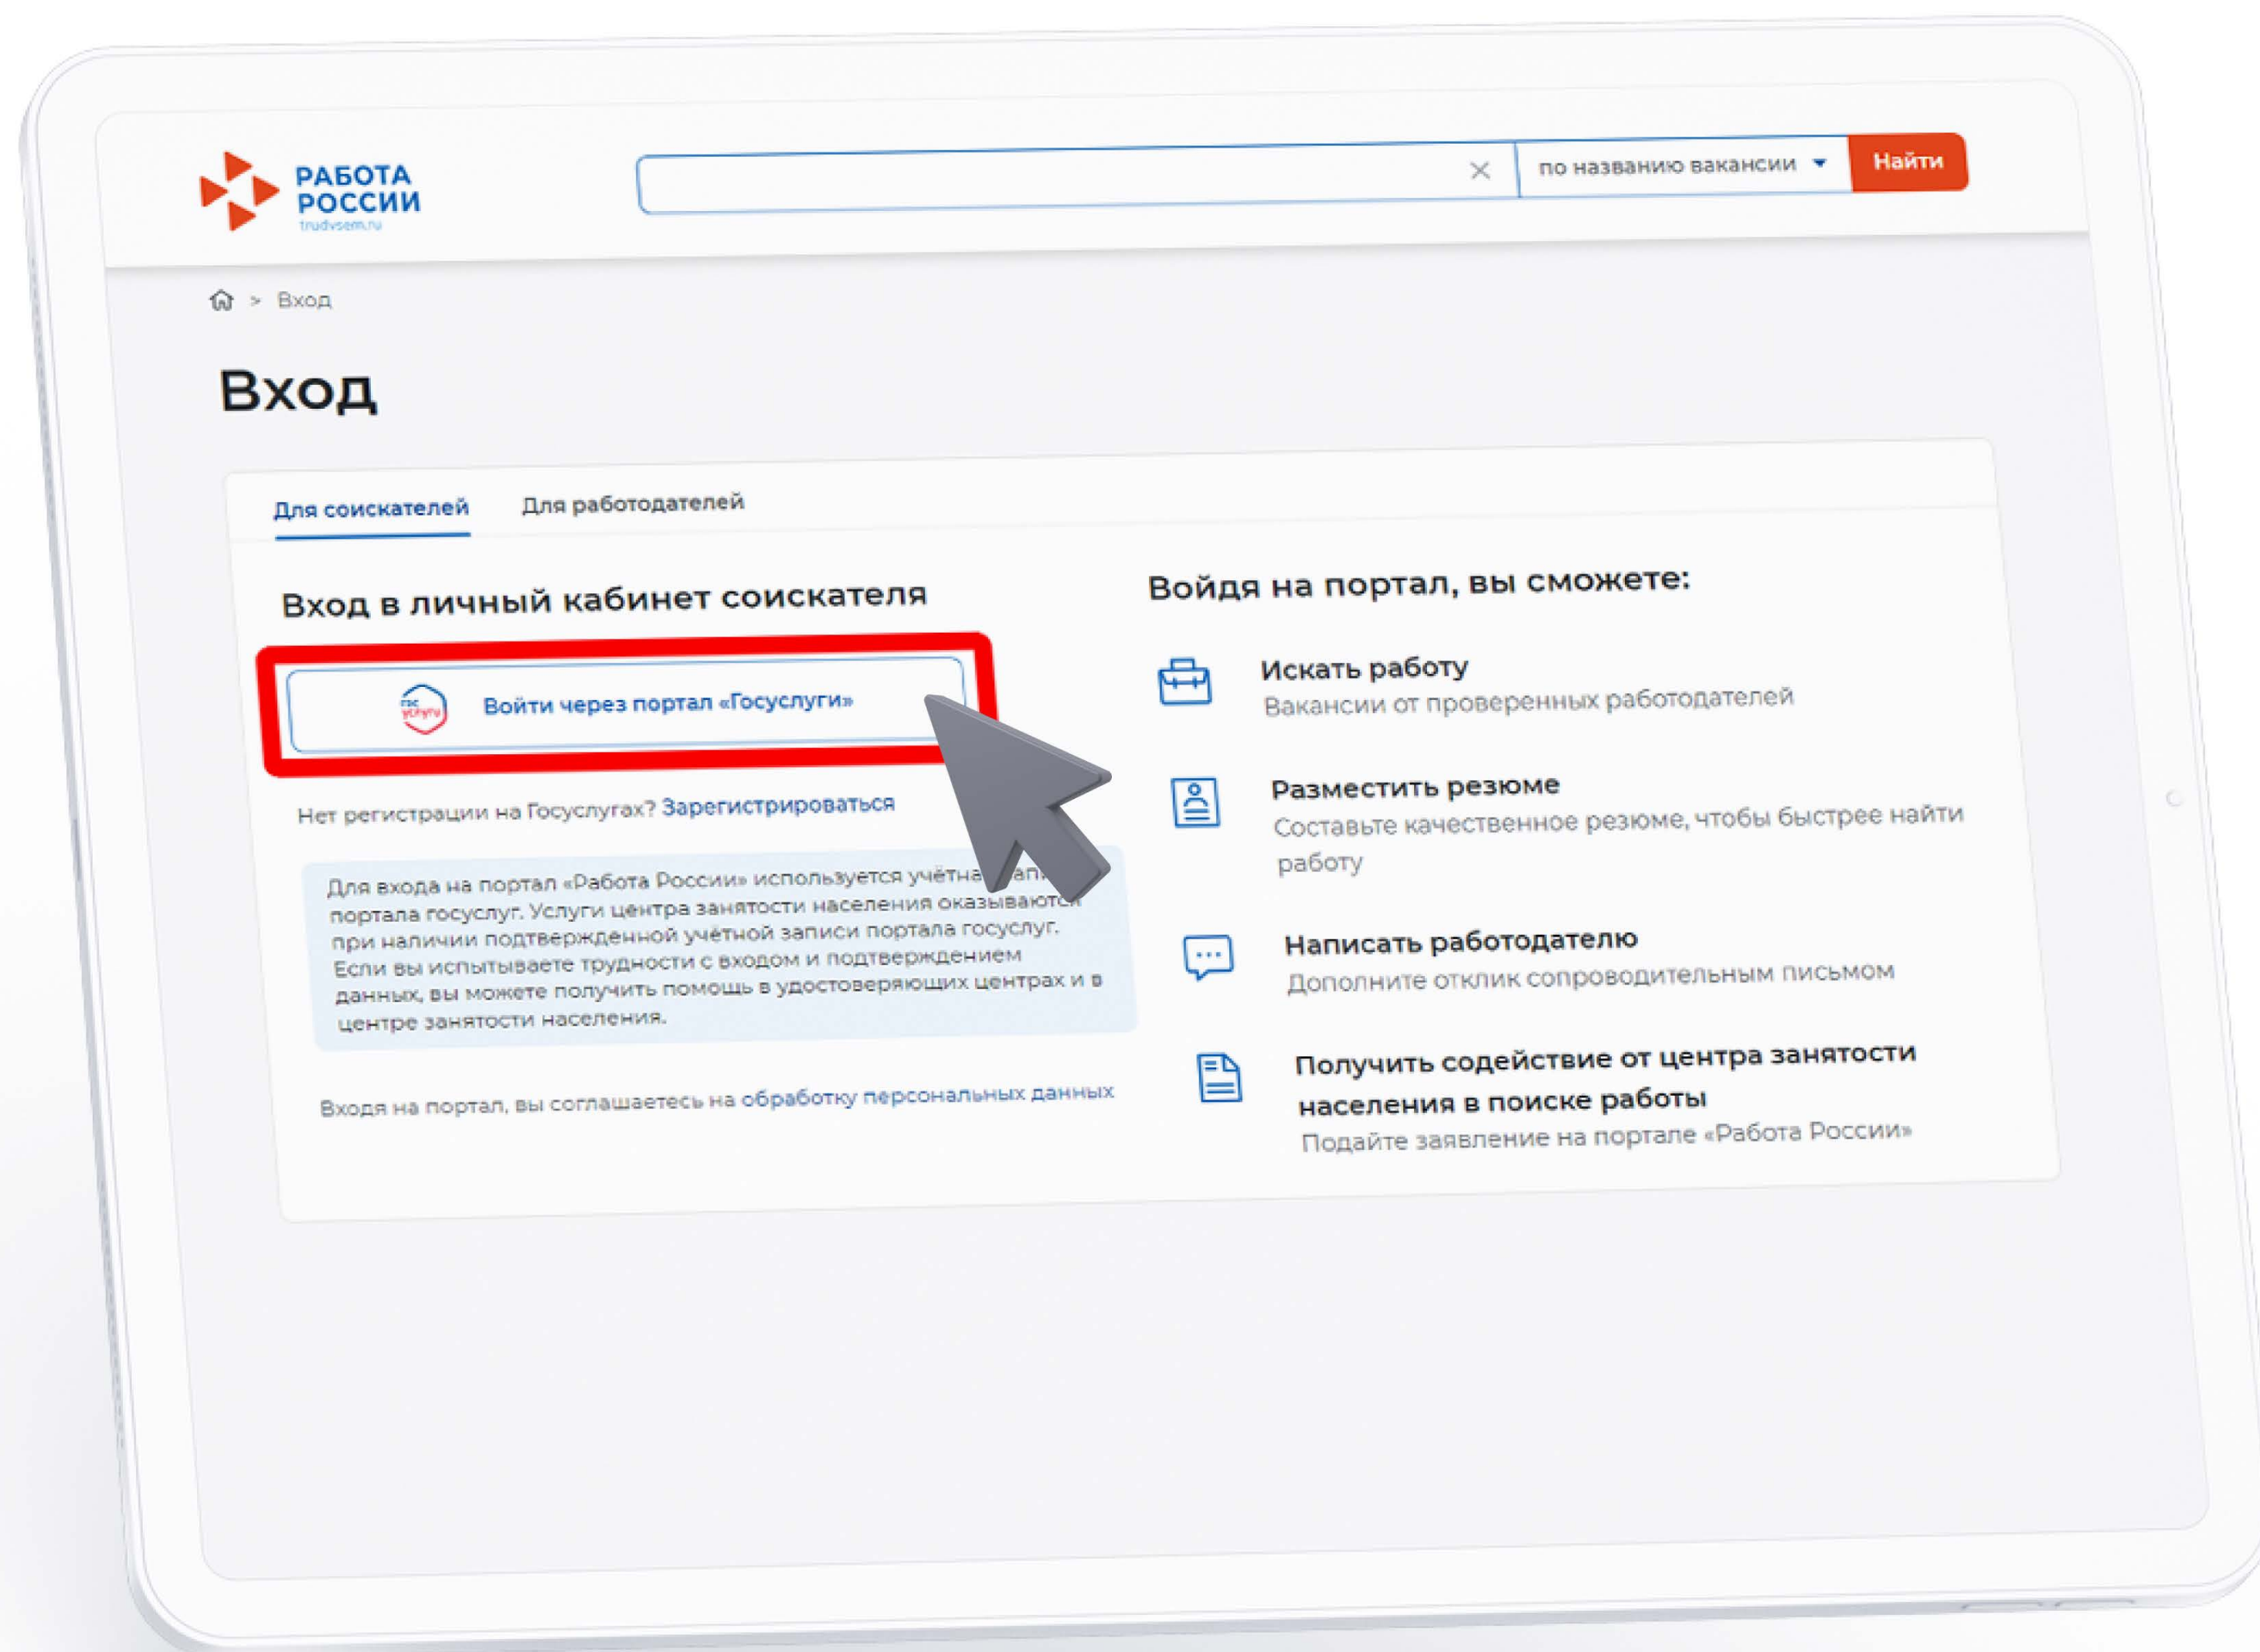 РАБОТА
РОССИИ
trudvsem.ru
по названию вакансии
Найти
> Вход
Вход
Для соискателей Для работодателей
Вход в личный кабинет соискателя
гос
услуги
Войти через портал «Госуслуги»
Нет регистрации на Госуслугах? Зарегистрироваться
Для входа на портал «Работа России» используется
портала госуслуг. Услуги центра занятости населения оказываются
при наличии подтвержденной учётной записи портала госуслуг.
Если вы испытываете трудности с входом и подтверждением
данных, вы можете получить помощь в удостоверяющих центрах и в
центре занятости населения.
Входя на портал, вы соглашаетесь на обработку персональных данных
Войдя на портал, вы сможете:
Искать работу
Вакансии от проверенных работодателей
Разместить резюме
Составьте качественное резюме, чтобы быстрее найти
работу
Написать работодателю
Дополните отклик сопроводительным письмом
Получить содействие от центра занятости
населения в поиске работы
Подайте заявление на портале «Работа России»